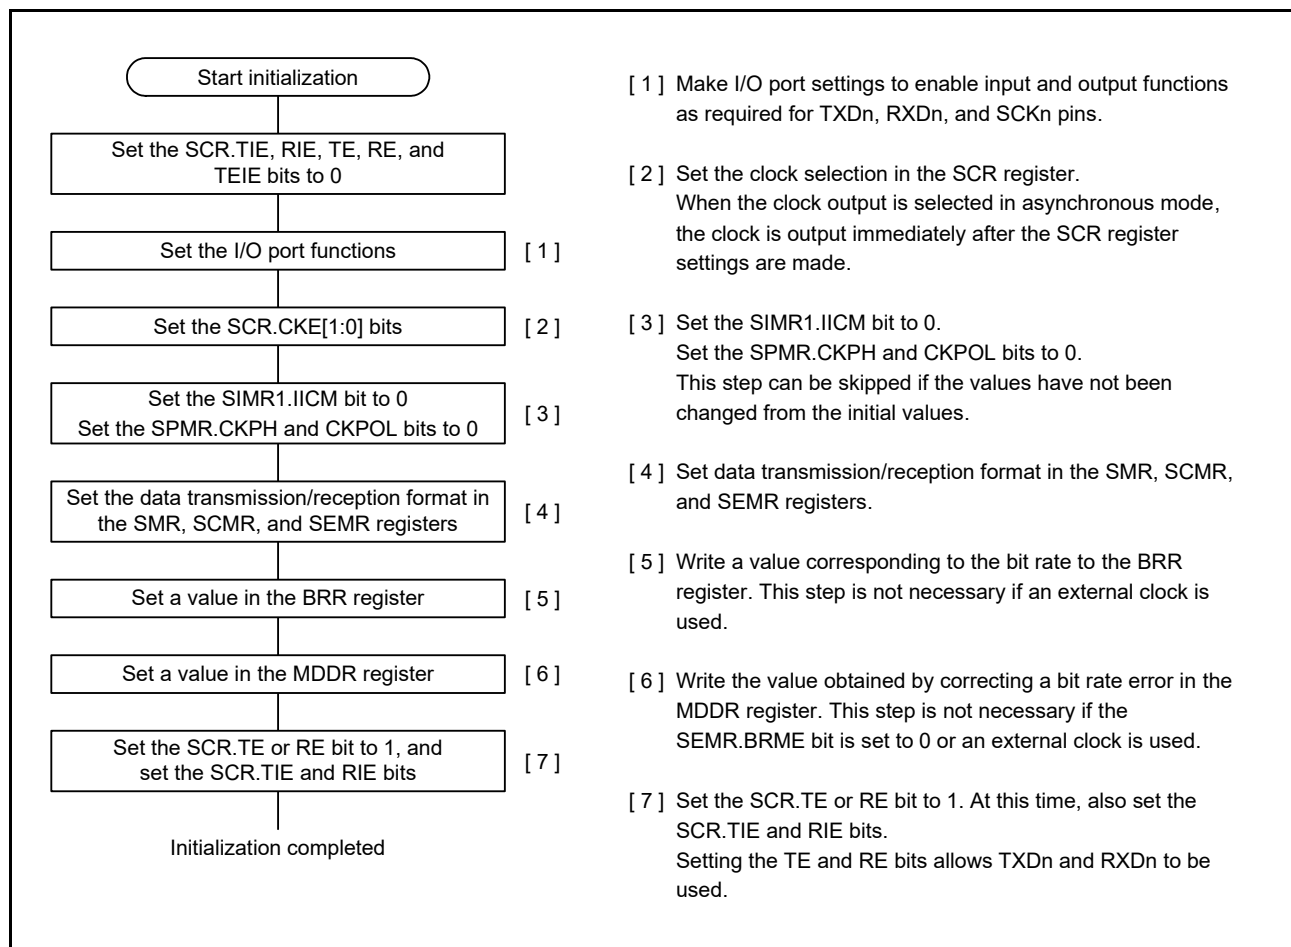 Start initialization
Set the SCR.TIE, RIE, TE, RE, and
TEIE bits to 0
Set the I/O port functions
[ 1 ]
Set the SCR.CKE[1:0] bits
[ 2 ]
Set the SIMR1.IICM bit to 0
Set the SPMR.CKPH and CKPOL bits to 0
[ 3 ]
Set the data transmission/reception format in
the SMR, SCMR, and SEMR registers
[ 4 ]
Set a value in the BRR register
[ 5 ]
Set a value in the MDDR register
[ 6 ]
Set the SCR.TE or RE bit to 1, and
set the SCR.TIE and RIE bits
[ 7 ]
Initialization completed
[ 1 ] Make I/O port settings to enable input and output functions
as required for TXDn, RXDn, and SCKn pins.
[ 2 ] Set the clock selection in the SCR register.
When the clock output is selected in asynchronous mode,
the clock is output immediately after the SCR register
settings are made.
[ 3 ] Set the SIMR1.IICM bit to 0.
Set the SPMR.CKPH and CKPOL bits to 0.
This step can be skipped if the values have not been
changed from the initial values.
[ 4 ] Set data transmission/reception format in the SMR, SCMR,
and SEMR registers.
[ 5 ] Write a value corresponding to the bit rate to the BRR
register. This step is not necessary if an external clock is
used.
[ 6 ] Write the value obtained by correcting a bit rate error in the
MDDR register. This step is not necessary if the
SEMR.BRME bit is set to 0 or an external clock is used.
[ 7 ] Set the SCR.TE or RE bit to 1. At this time, also set the
SCR.TIE and RIE bits.
Setting the TE and RE bits allows TXDn and RXDn to be
used.